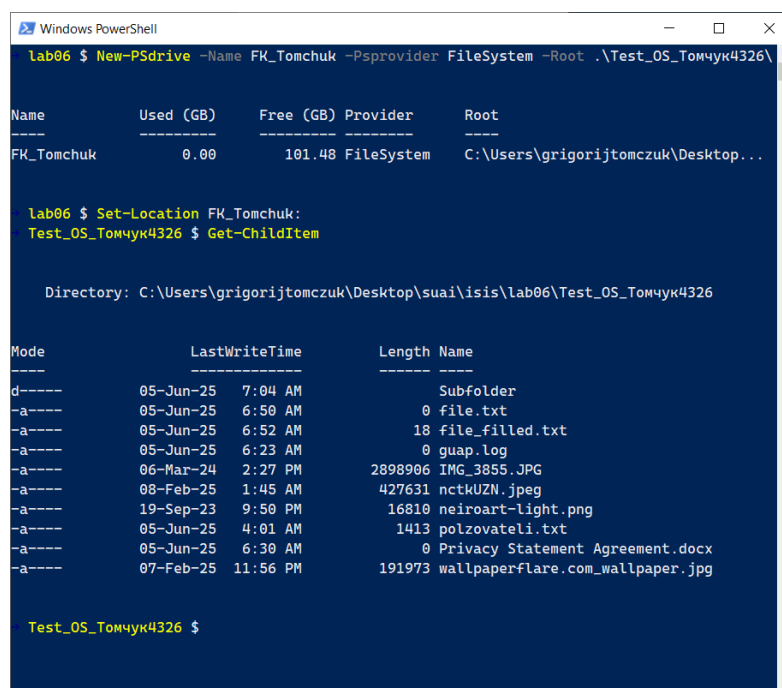 Windows PowerShell
→ lab06 $ New-PSdrive -Name FK_Tomchuk -Psprovider FileSystem -Root .\Test_OS_Томчук4326\
Name Used (GB) Free (GB) Provider Root
---- --------- --------- -------- ----
FK_Tomchuk 0.00 101.48 FileSystem C:\Users\grigorijtomczuk\Desktop...
→ lab06 $ Set-Location FK_Tomchuk:
→ Test_OS_Томчук4326 $ Get-ChildItem
Directory: C:\Users\grigorijtomczuk\Desktop\suai\isis\lab06\Test_OS_Томчук4326
Mode LastWriteTime Length Name
---- ------------- ------ ----
d----- 05-Jun-25 7:04 AM Subfolder
-a---- 05-Jun-25 6:50 AM 0 file.txt
-a---- 05-Jun-25 6:52 AM 18 file_filled.txt
-a---- 05-Jun-25 6:23 AM 0 guap.log
-a---- 06-Mar-24 2:27 PM 2898906 IMG_3855.JPG
-a---- 08-Feb-25 1:45 AM 427631 nctkUZN.jpeg
-a---- 19-Sep-23 9:50 PM 16810 neiroart-light.png
-a---- 05-Jun-25 4:01 AM 1413 polzovateli.txt
-a---- 05-Jun-25 6:30 AM 0 Privacy Statement Agreement.docx
-a---- 07-Feb-25 11:56 PM 191973 wallpaperflare.com_wallpaper.jpg
→ Test_OS_Томчук4326 $